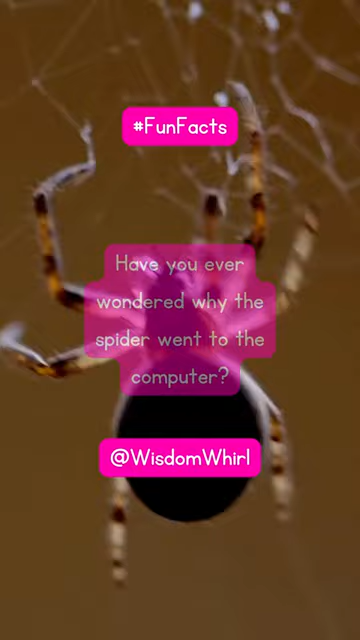 #FunFacts
Have you ever
wondered why the
spider went to the
computer?
@WisdomWhirl